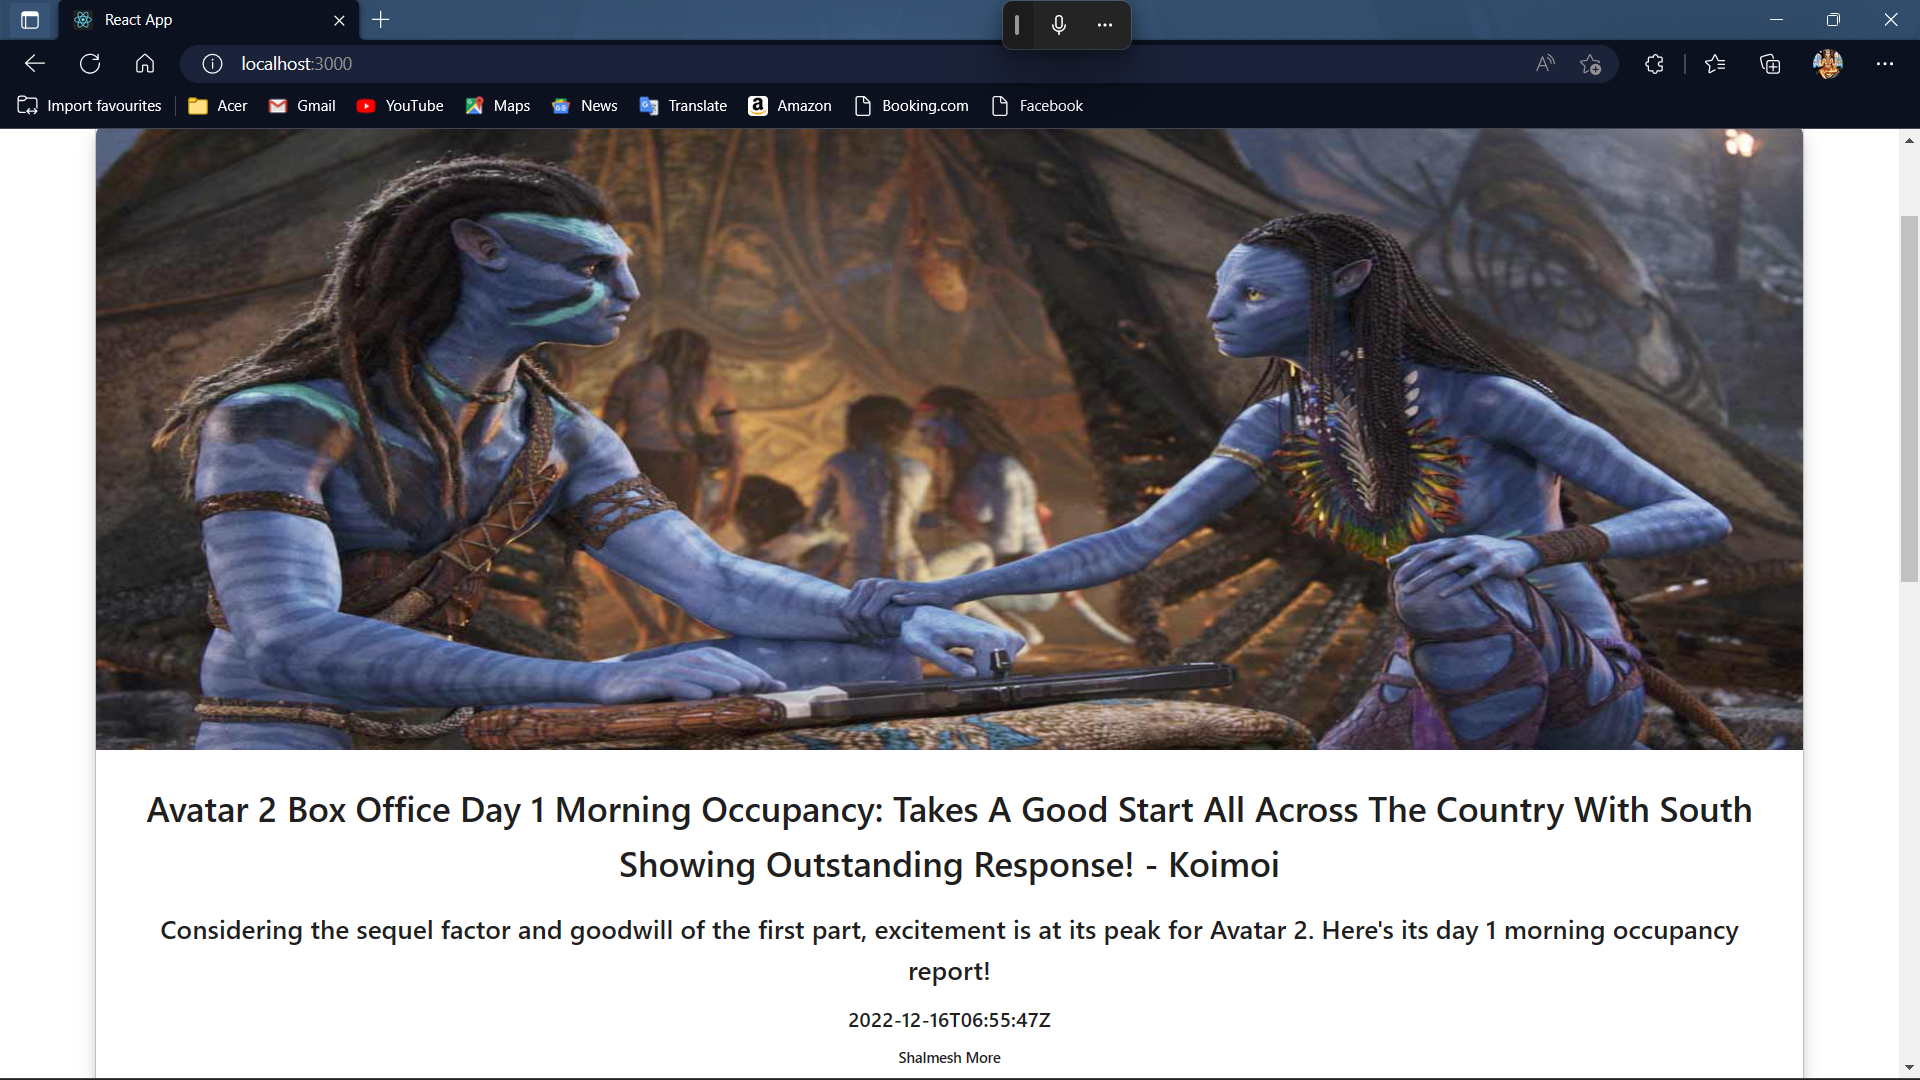 React App
localhost:3000
Import favourites Acer Gmail YouTube Maps News Translate Amazon Booking.com Facebook
Avatar 2 Box Office Day 1 Morning Occupancy: Takes A Good Start All Across The Country With South
Showing Outstanding Response! - Koimoi
Considering the sequel factor and goodwill of the first part, excitement is at its peak for Avatar 2. Here's its day 1 morning occupancy
report!
2022-12-16T06:55:47Z
Shalmesh More